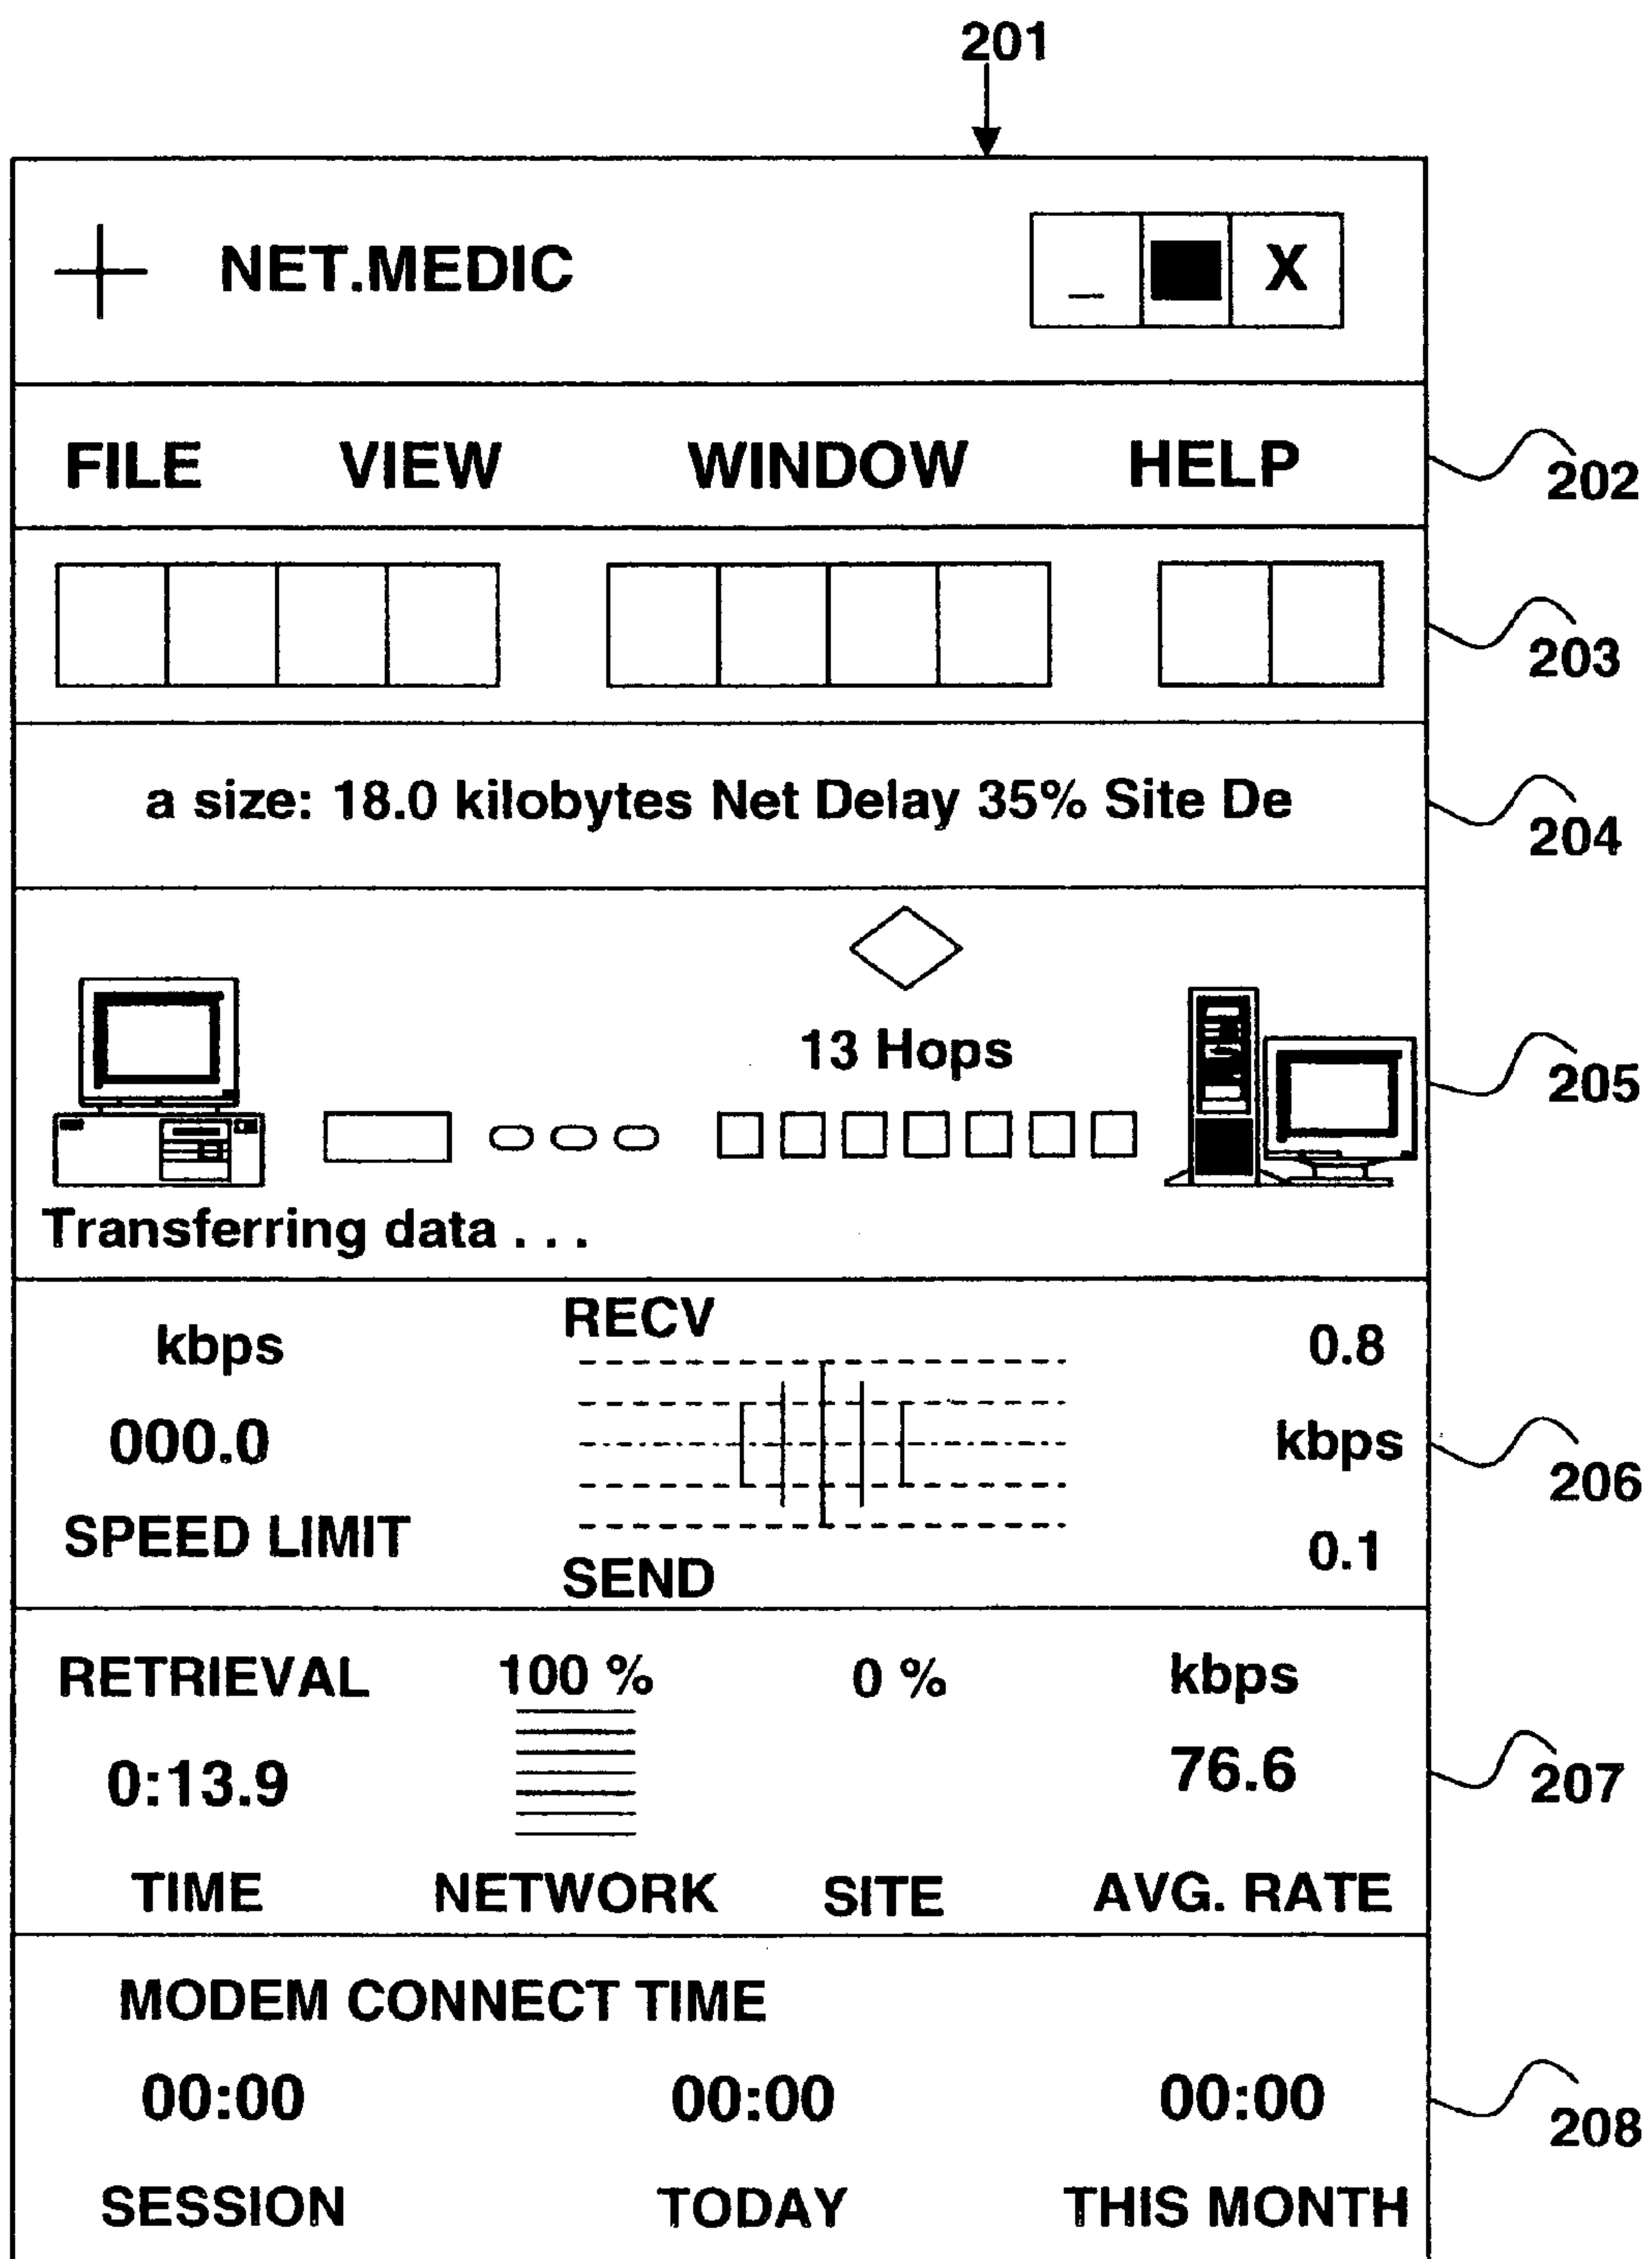 201
NET.MEDIC _ X
FILE VIEW WINDOW HELP
202
203
a size: 18.0 kilobytes Net Delay 35% Site De
204
13 Hops
205
Transferring data . . .
RECV
kbps 0.8
000.0 kbps
206
SPEED LIMIT 0.1
SEND
RETRIEVAL 100 % 0 % kbps
0:13.9 76.6
207
TIME NETWORK SITE AVG. RATE
MODEM CONNECT TIME
00:00 00:00 00:00
208
SESSION TODAY THIS MONTH